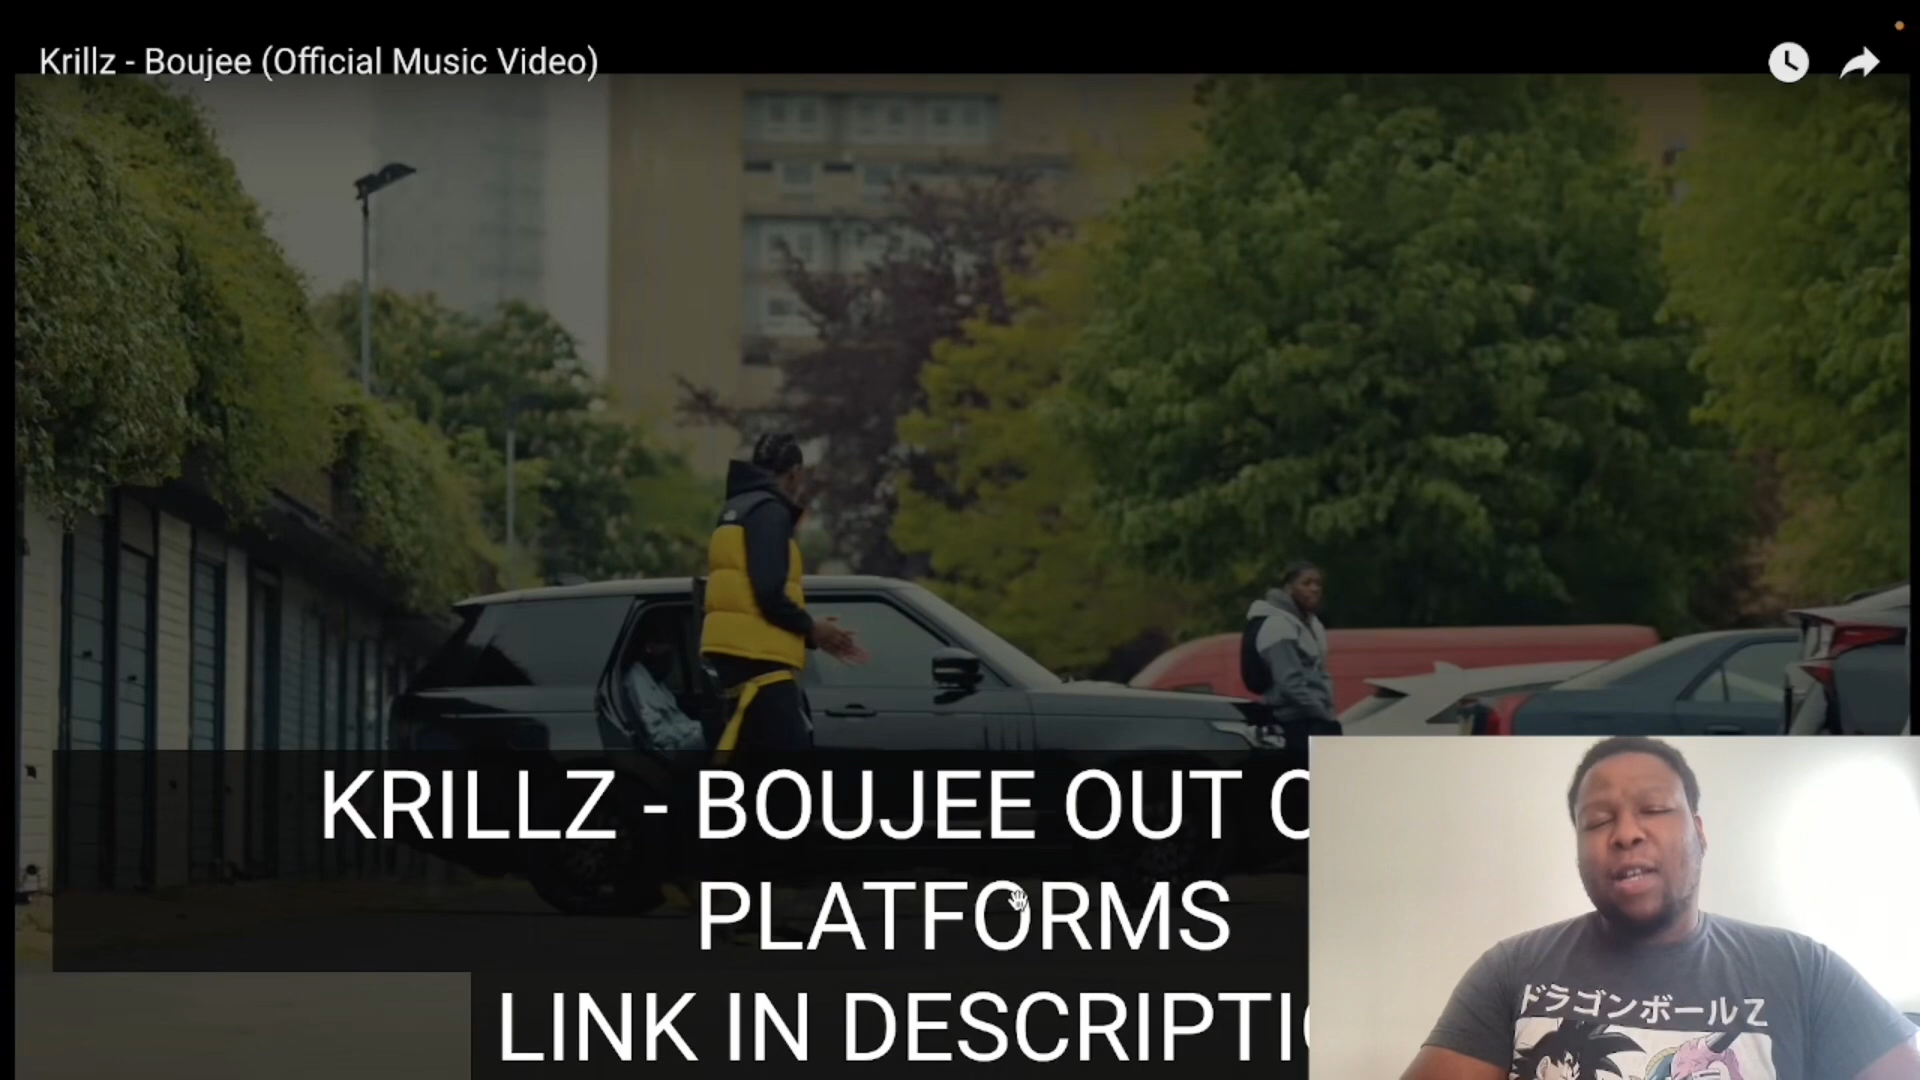 Krillz - Boujee (Official Music Video)
KRILLZ - BOUJEE OUT
PLATFORMS
LINK IN
ドラゴンボールZ